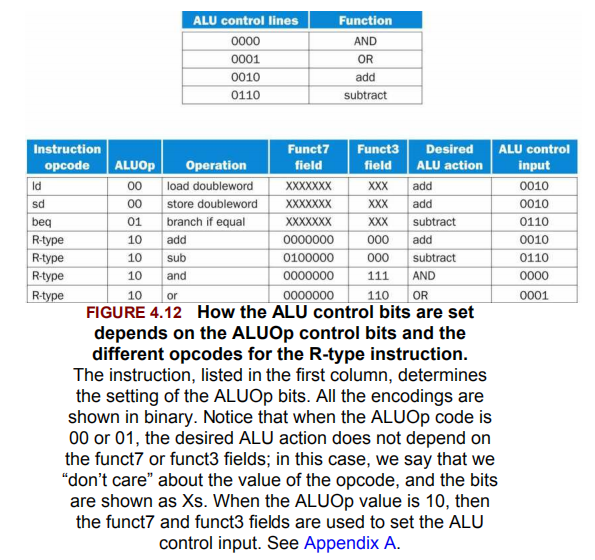 ALU control lines Function
0000 AND
0001 OR
0010 add
0110 subtract
Instruction opcode ALUOp Operation Funct7 field Funct3 field Desired ALU action ALU control input
ld 00 load doubleword XXXXXXX XXX add 0010
sd 00 store doubleword XXXXXXX XXX add 0010
beq 01 branch if equal XXXXXXX XXX subtract 0110
R-type 10 add 0000000 000 add 0010
R-type 10 sub 0100000 000 subtract 0110
R-type 10 and 0000000 111 AND 0000
R-type 10 or 0000000 110 OR 0001
FIGURE 4.12 How the ALU control bits are set
depends on the ALUOp control bits and the
different opcodes for the R-type instruction.
The instruction, listed in the first column, determines
the setting of the ALUOp bits. All the encodings are
shown in binary. Notice that when the ALUOp code is
00 or 01, the desired ALU action does not depend on
the funct7 or funct3 fields; in this case, we say that we
“don’t care” about the value of the opcode, and the bits
are shown as Xs. When the ALUOp value is 10, then
the funct7 and funct3 fields are used to set the ALU
control input. See Appendix A.